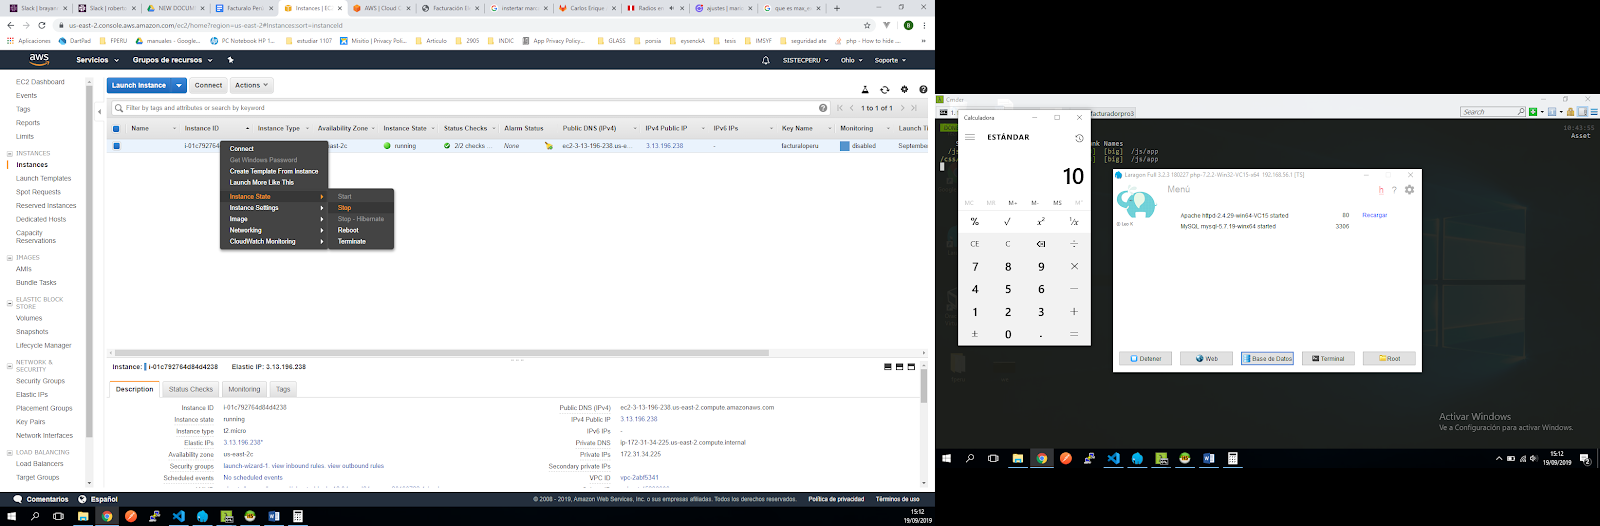 Slack | brayan
Slack | robert
NEW DOCUM
Facturalo Per
Instances | EC
AWS | Cloud C
Facturación El
instertar marc
Carlos Enrique
Radios en
ajustes | mari
que es max_e
us-east-2.console.aws.amazon.com/ec2/home?region=us-east-2#Instances:sort=instanceId
Aplicaciones DartPad FPERU manuales - Google... PC Notebook HP 1... estudiar 1107 Misitio | Privacy Poli... Articulo 2905 INDIC App Privacy Policy... GLASS porsia eysenckA tesis IMSYF seguridad ate php - How to hide ...
aws Servicios Grupos de recursos SISTECPERU Ohio Soporte
EC2 Dashboard
Events
Tags
Reports
Limits
INSTANCES
Instances
Launch Templates
Spot Requests
Reserved Instances
Dedicated Hosts
Capacity
Reservations
IMAGES
AMIs
Bundle Tasks
ELASTIC BLOCK
STORE
Volumes
Snapshots
Lifecycle Manager
NETWORK &
SECURITY
Security Groups
Elastic IPs
Placement Groups
Key Pairs
Network Interfaces
LOAD BALANCING
Load Balancers
Target Groups
Launch Instance Connect Actions
Filter by tags and attributes or search by keyword
1 to 1 of 1
Name Instance ID Instance Type Availability Zone Instance State Status Checks Alarm Status Public DNS (IPv4) IPv4 Public IP IPv6 IPs Key Name Monitoring Launch Ti
i-01c792764 east-2c running 2/2 checks ... None ec2-3-13-196-238.us-e... 3.13.196.238 - facturaloperu disabled September
Connect
Get Windows Password
Create Template From Instance
Launch More Like This
Instance State
Instance Settings
Image
Networking
CloudWatch Monitoring
Start
Stop
Stop - Hibernate
Reboot
Terminate
Instance: i-01c792764d84d4238 Elastic IP: 3.13.196.238
Description Status Checks Monitoring Tags
Instance ID i-01c792764d84d4238
Instance state running
Instance type t2.micro
Elastic IPs 3.13.196.238*
Availability zone us-east-2c
Security groups launch-wizard-1. view inbound rules. view outbound rules
Scheduled events No scheduled events
Public DNS (IPv4) ec2-3-13-196-238.us-east-2.compute.amazonaws.com
IPv4 Public IP 3.13.196.238
IPv6 IPs -
Private DNS ip-172-31-34-225.us-east-2.compute.internal
Private IPs 172.31.34.225
Secondary private IPs
VPC ID vpc-2abf5341
Comentarios Español © 2008 - 2019, Amazon Web Services, Inc. o sus empresas afiliadas. Todos los derechos reservados. Política de privacidad Términos de uso
15:12
19/09/2019
Cmder
facturadorpro3
Search
10:43:55
Asset
nk Names
/js [big] /js/app
/css/ [big] /js/app
Calculadora
ESTÁNDAR
10
MC MR M+ M- MS M
% √ x² ¹/x
CE C ÷
7 8 9 ×
4 5 6 −
1 2 3 +
± 0 . =
Laragon Full 3.2.3 180227 php-7.2.2-Win32-VC15-x64 192.168.56.1 [TS]
Menú
h ?
© Leo K
Apache httpd-2.4.29-win64-VC15 started 80 Recargar
MySQL mysql-5.7.19-winx64 started 3306
Detener Web Base de Datos Terminal Root
Activar Windows
Ve a Configuración para activar Windows.
15:12
19/09/2019